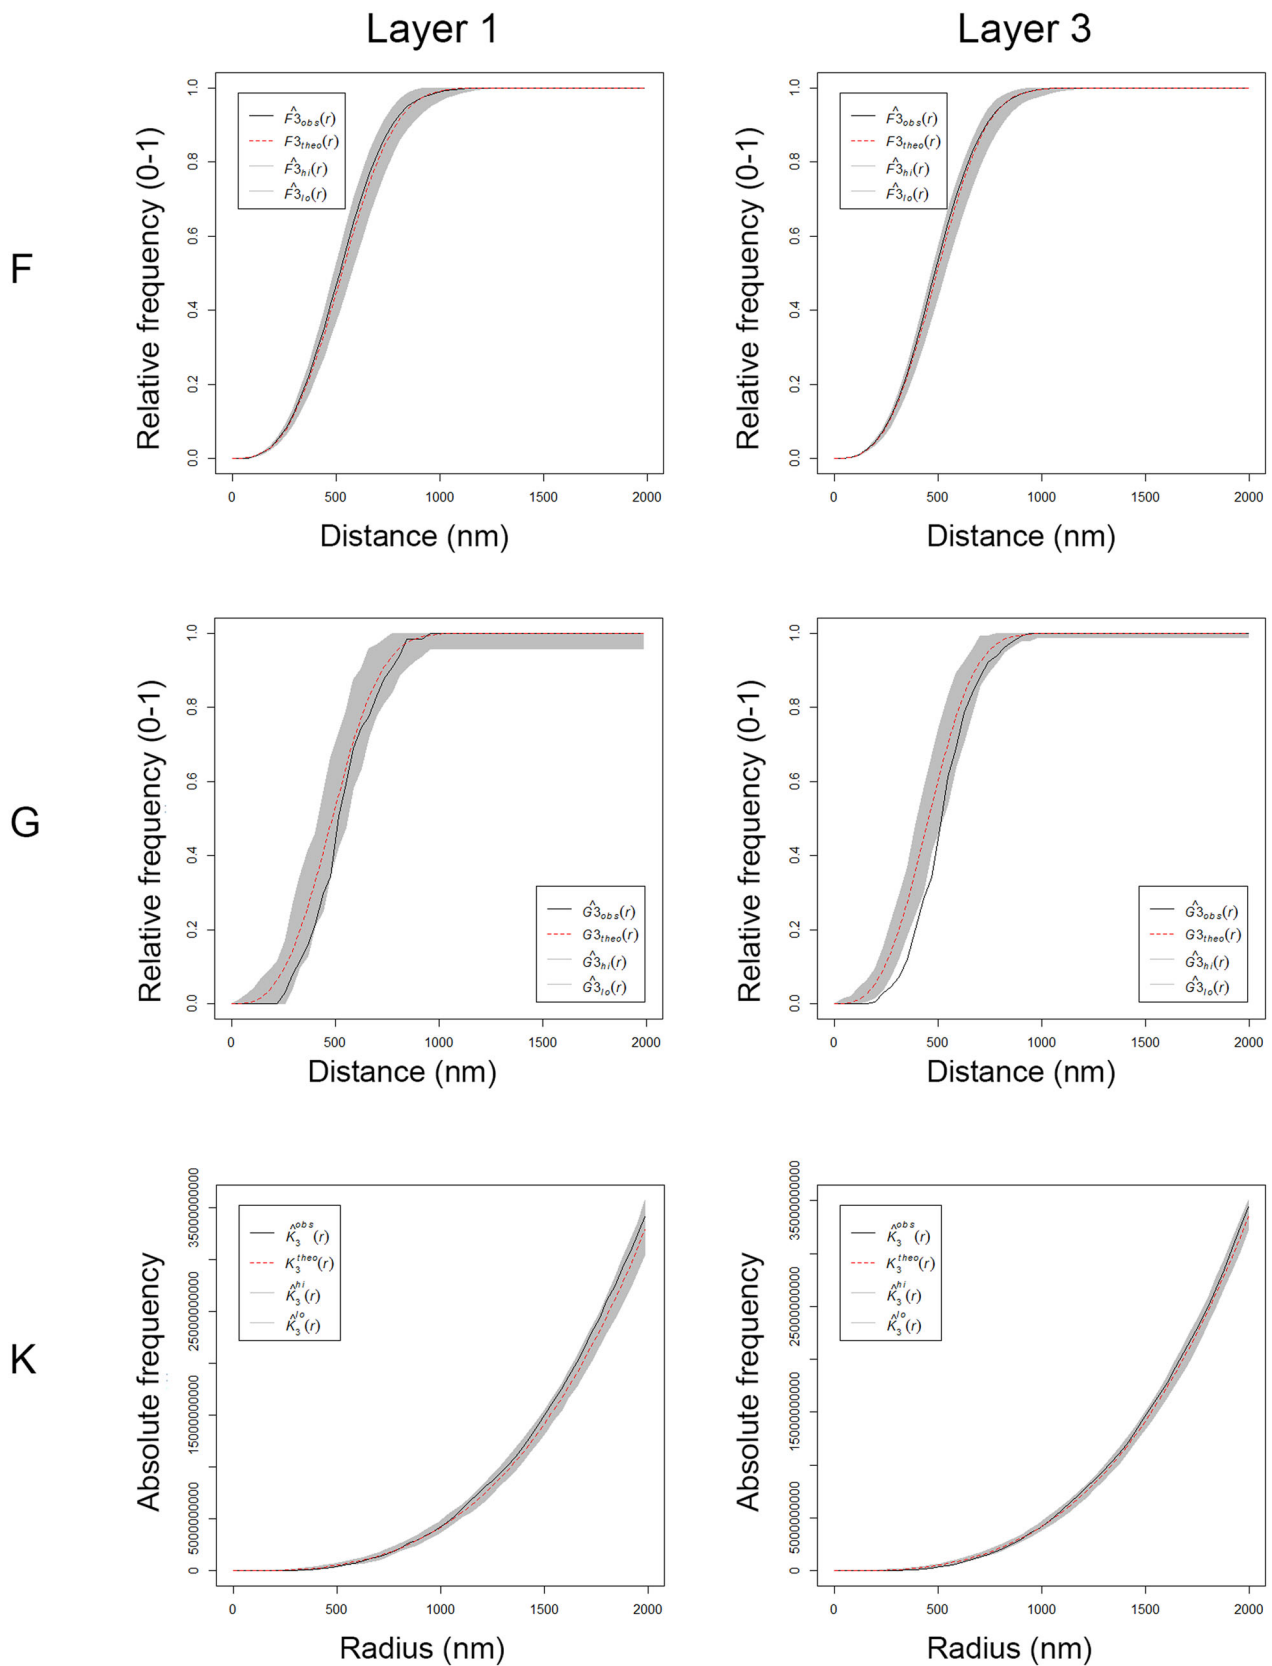 Layer 1
Layer 3
F
Relative frequency (0-1)
1.0
0.8
0.6
0.4
0.2
0.0
F̂3obs(r)
F3theo(r)
F̂3hi(r)
F̂3lo(r)
0 500 1000 1500 2000
Distance (nm)
Relative frequency (0-1)
1.0
0.8
0.6
0.4
0.2
0.0
F̂3obs(r)
F3theo(r)
F̂3hi(r)
F̂3lo(r)
0 500 1000 1500 2000
Distance (nm)
G
Relative frequency (0-1)
1.0
0.8
0.6
0.4
0.2
0.0
Ĝ3obs(r)
G3theo(r)
Ĝ3hi(r)
Ĝ3lo(r)
0 500 1000 1500 2000
Distance (nm)
Relative frequency (0-1)
1.0
0.8
0.6
0.4
0.2
0.0
Ĝ3obs(r)
G3theo(r)
Ĝ3hi(r)
Ĝ3lo(r)
0 500 1000 1500 2000
Distance (nm)
K
Absolute frequency
35000000000
25000000000
15000000000
5000000000
0
K̂3obs(r)
K3theo(r)
K̂3hi(r)
K̂3lo(r)
0 500 1000 1500 2000
Radius (nm)
Absolute frequency
35000000000
25000000000
15000000000
5000000000
0
K̂3obs(r)
K3theo(r)
K̂3hi(r)
K̂3lo(r)
0 500 1000 1500 2000
Radius (nm)